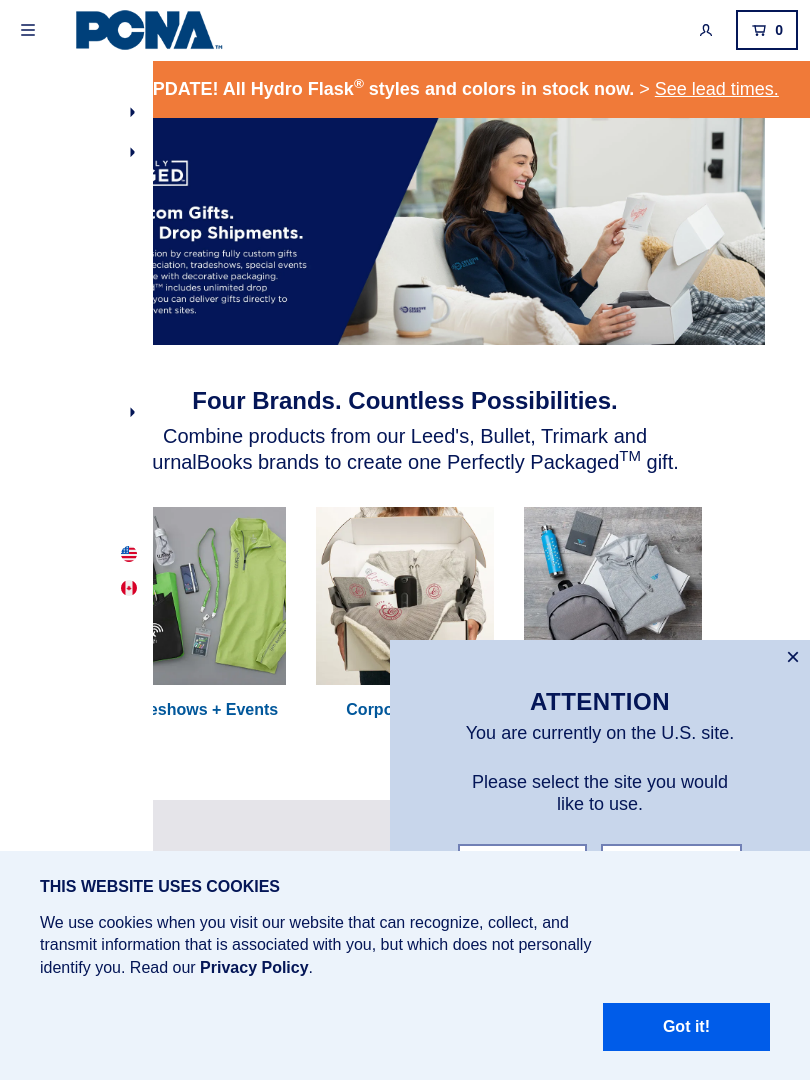 PCNA™
0
PDATE! All Hydro Flask® styles and colors in stock now. > See lead times.
LY
GED
tom Gifts.
Drop Shipments.
sion by creating fully custom gifts
eciation, tradeshows, special events
e with decorative packaging.
d™ includes unlimited drop
you can deliver gifts directly to
vent sites.
Four Brands. Countless Possibilities.
Combine products from our Leed's, Bullet, Trimark and
urnalBooks brands to create one Perfectly Packaged™ gift.
eshows + Events
Corpo
×
ATTENTION
You are currently on the U.S. site.
Please select the site you would
like to use.
THIS WEBSITE USES COOKIES
We use cookies when you visit our website that can recognize, collect, and
transmit information that is associated with you, but which does not personally
identify you. Read our Privacy Policy.
Got it!